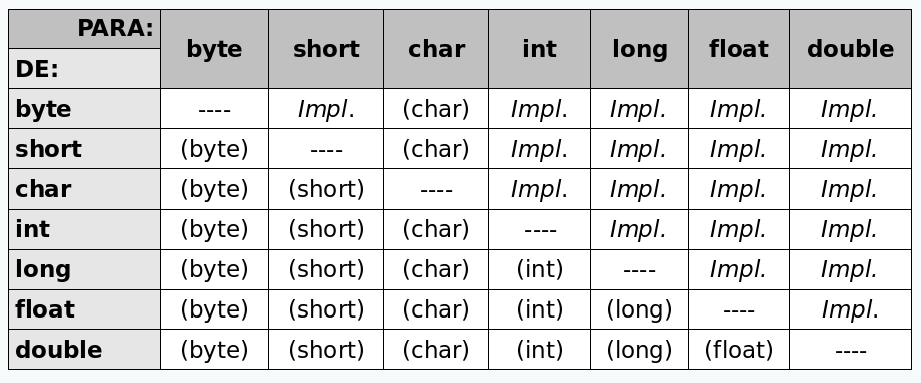 PARA:
DE:
byte short char int long float double
byte ---- Impl. (char) Impl. Impl. Impl. Impl.
short (byte) ---- (char) Impl. Impl. Impl. Impl.
char (byte) (short) ---- Impl. Impl. Impl. Impl.
int (byte) (short) (char) ---- Impl. Impl. Impl.
long (byte) (short) (char) (int) ---- Impl. Impl.
float (byte) (short) (char) (int) (long) ---- Impl.
double (byte) (short) (char) (int) (long) (float) ----